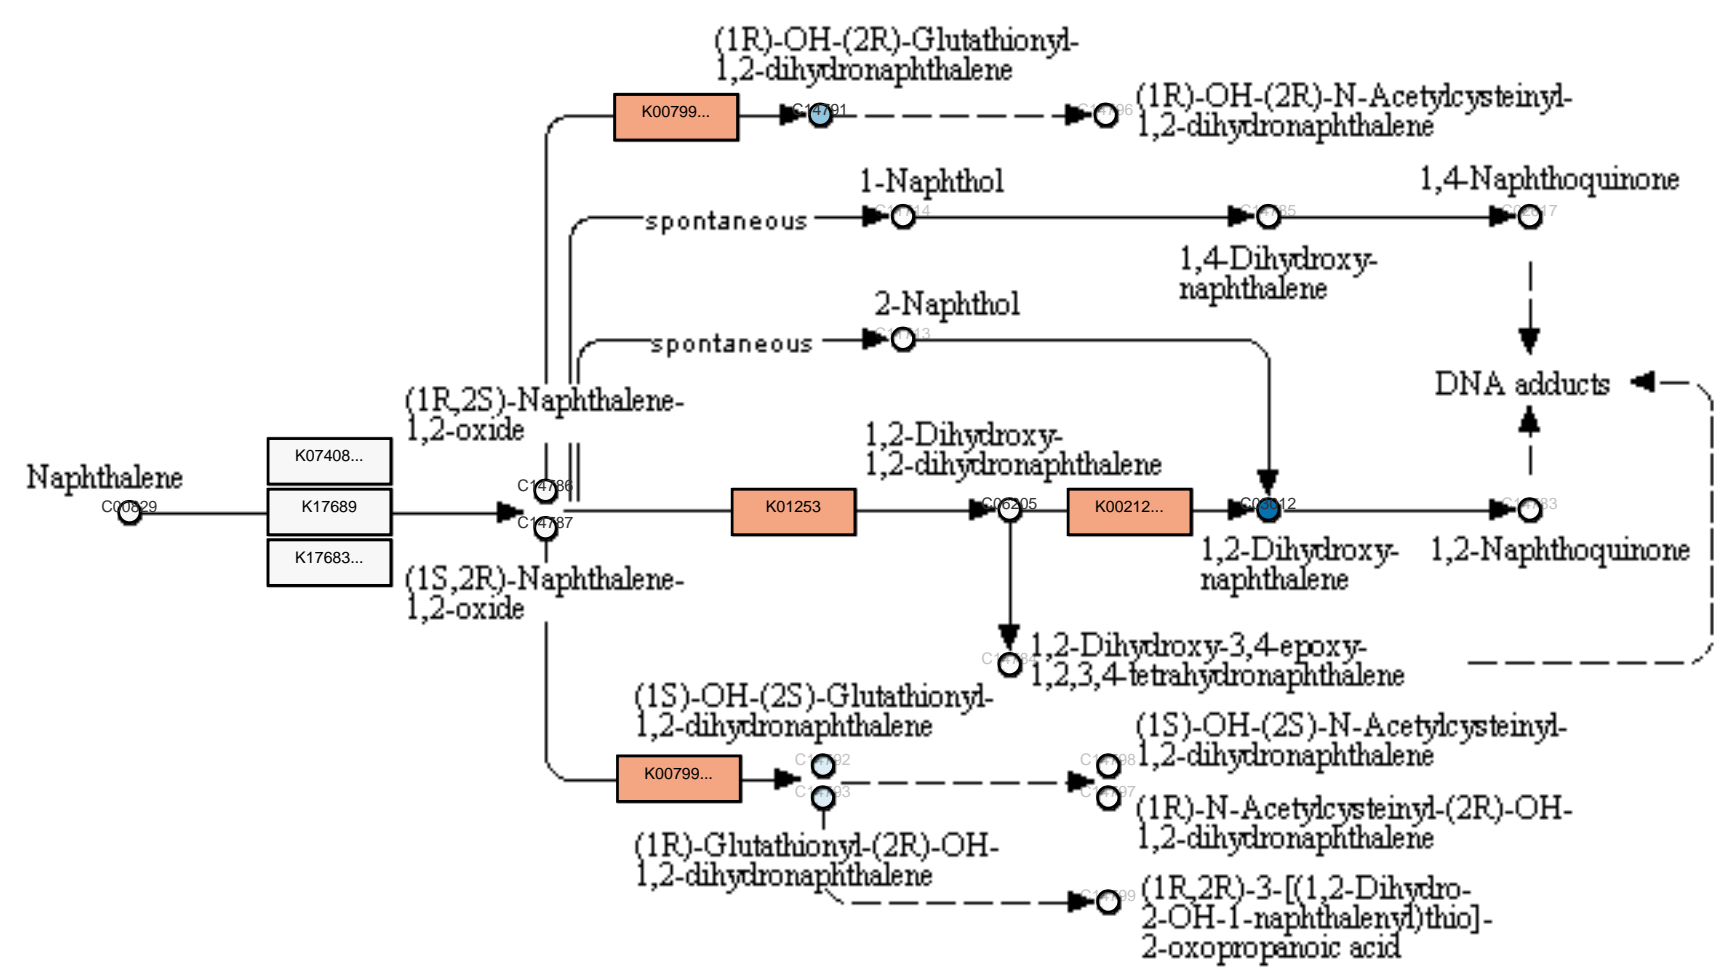 (1R)-OH-(2R)-Glutathionyl-
1,2-dihydronaphthalene
K00799...
C14791
(1R)-OH-(2R)-N-Acetylcysteinyl-
1,2-dihydronaphthalene
1-Naphthol
spontaneous
1,4-Naphthoquinone
1,4-Dihydroxy-
naphthalene
2-Naphthol
spontaneous
DNA adducts
(1R,2S)-Naphthalene-
1,2-oxide
Naphthalene
C00829
K07408...
K17689
K17683...
C14786
C14787
(1S,2R)-Naphthalene-
1,2-oxide
K01253
1,2-Dihydroxy-
1,2-dihydronaphthalene
C06205
K00212...
1,2-Dihydroxy-
naphthalene
1,2-Naphthoquinone
1,2-Dihydroxy-3,4-epoxy-
1,2,3,4-tetrahydronaphthalene
(1S)-OH-(2S)-Glutathionyl-
1,2-dihydronaphthalene
K00799...
C14792
C14793
(1S)-OH-(2S)-N-Acetylcysteinyl-
1,2-dihydronaphthalene
C14798
C14797
(1R)-N-Acetylcysteinyl-(2R)-OH-
1,2-dihydronaphthalene
(1R)-Glutathionyl-(2R)-OH-
1,2-dihydronaphthalene
(1R,2R)-3-[(1,2-Dihydro-
2-OH-1-naphthalenyl)thio]-
2-oxopropanoic acid